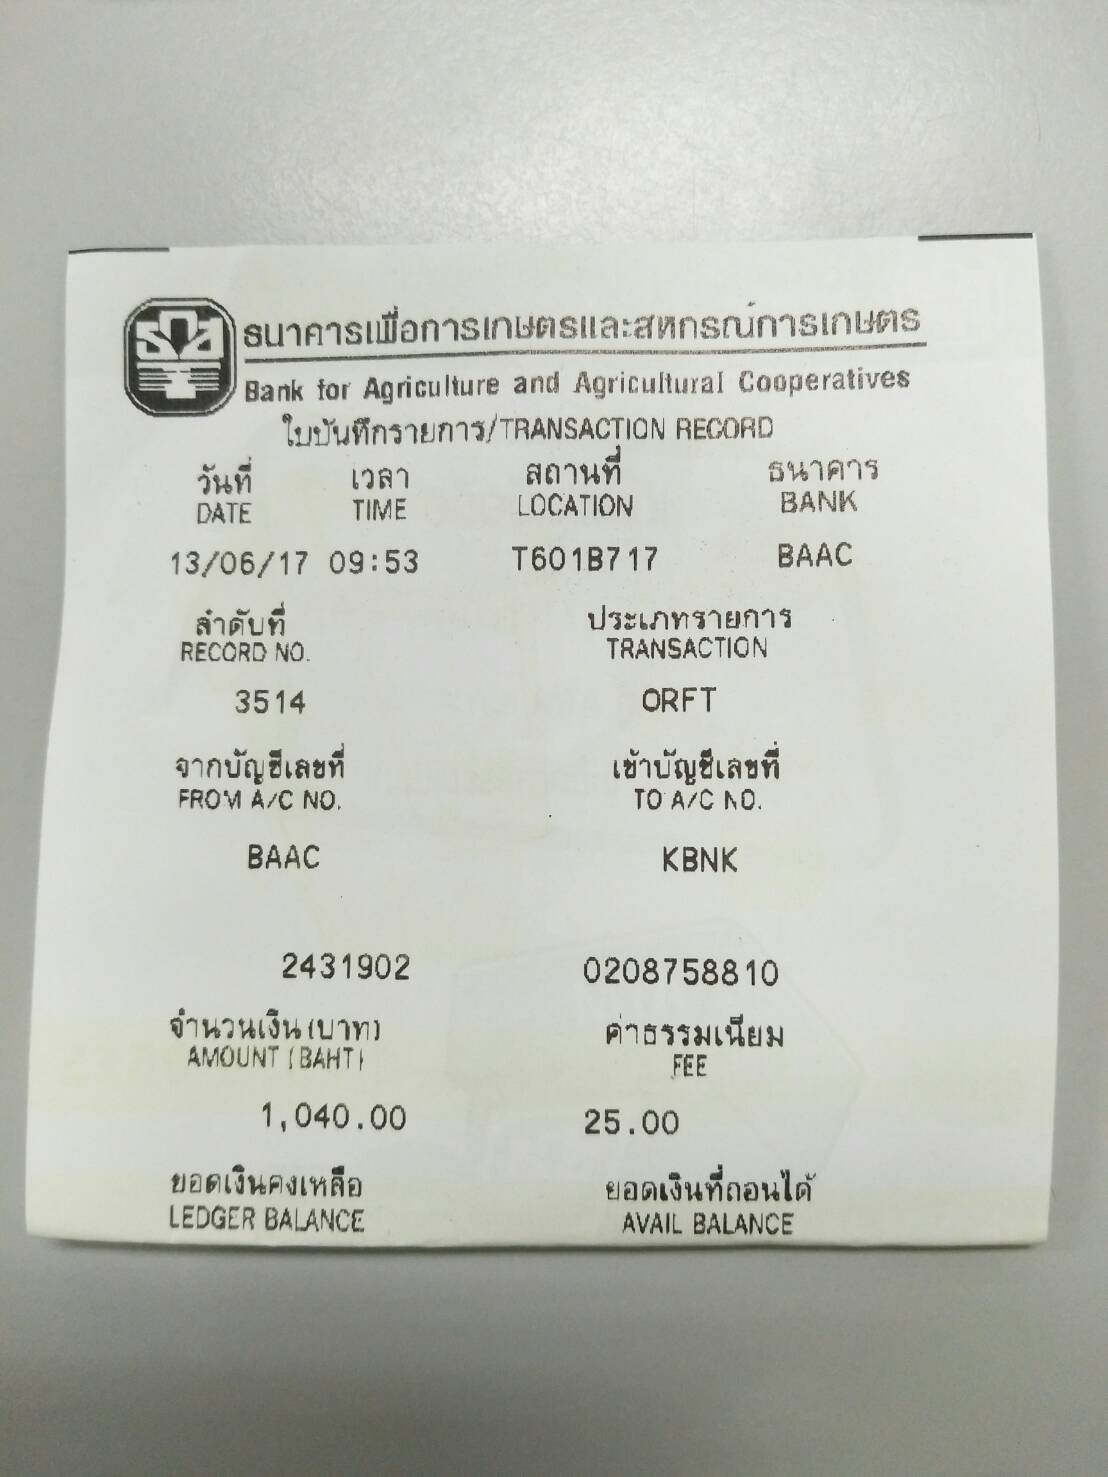 ธกส
ธนาคารเพื่อการเกษตรและสหกรณ์การเกษตร
Bank for Agriculture and Agricultural Cooperatives
ใบบันทึกรายการ/TRANSACTION RECORD
วันที่ เวลา สถานที่ ธนาคาร
DATE TIME LOCATION BANK
13/06/17 09:53 T601B717 BAAC
ลำดับที่ ประเภทรายการ
RECORD NO. TRANSACTION
3514 ORFT
จากบัญชีเลขที่ เข้าบัญชีเลขที่
FROM A/C NO. TO A/C NO.
BAAC KBNK
2431902 0208758810
จำนวนเงิน(บาท) ค่าธรรมเนียม
AMOUNT (BAHT) FEE
1,040.00 25.00
ยอดเงินคงเหลือ ยอดเงินที่ถอนได้
LEDGER BALANCE AVAIL BALANCE